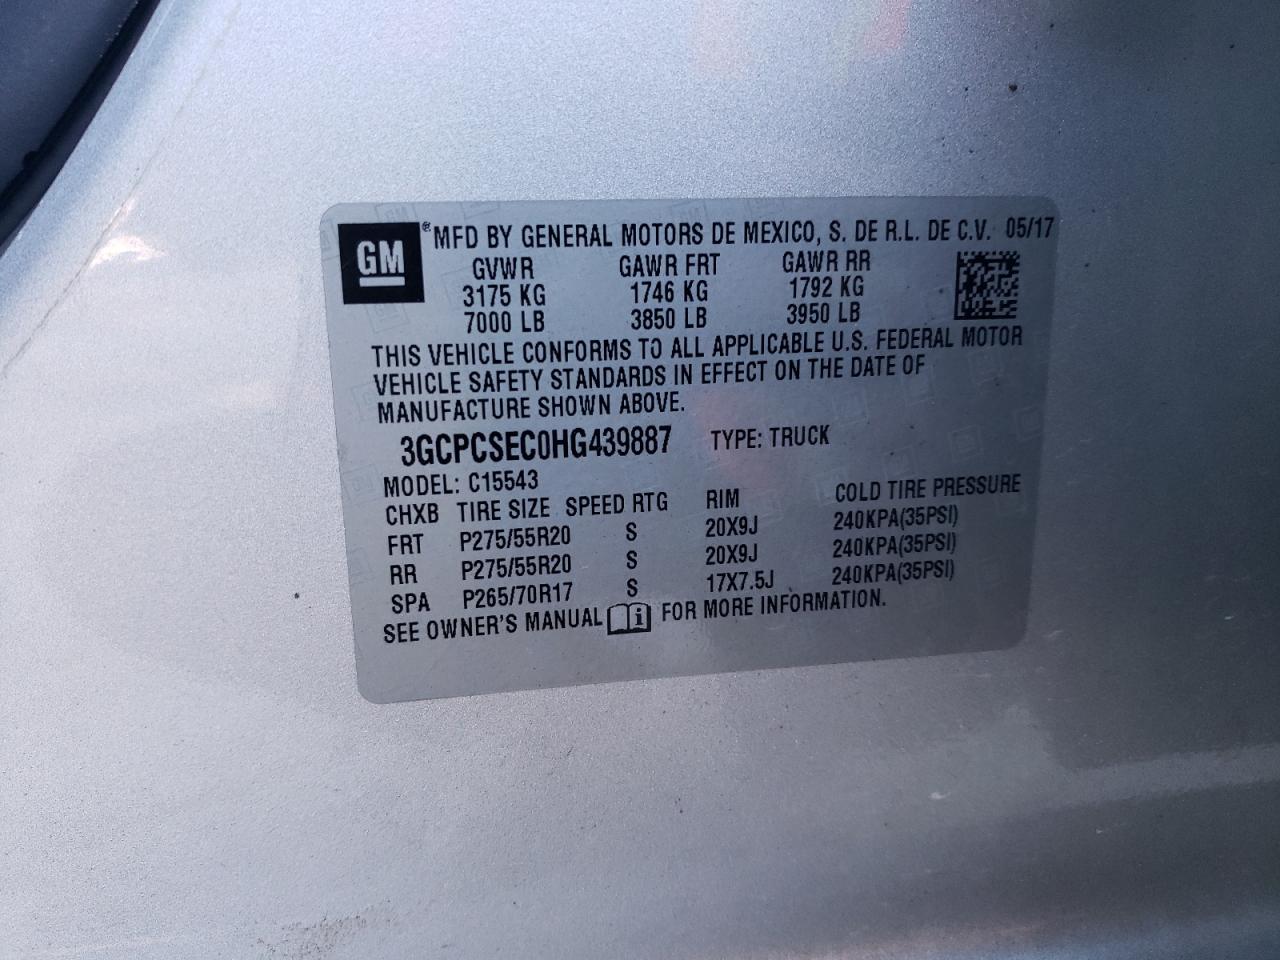 GM
® MFD BY GENERAL MOTORS DE MEXICO, S. DE R.L. DE C.V. 05/17
GVWR GAWR FRT GAWR RR
3175 KG 1746 KG 1792 KG
7000 LB 3850 LB 3950 LB
THIS VEHICLE CONFORMS TO ALL APPLICABLE U.S. FEDERAL MOTOR
VEHICLE SAFETY STANDARDS IN EFFECT ON THE DATE OF
MANUFACTURE SHOWN ABOVE.
3GCPCSEC0HG439887 TYPE: TRUCK
MODEL: C15543
CHXB TIRE SIZE SPEED RTG RIM COLD TIRE PRESSURE
FRT P275/55R20 S 20X9J 240KPA(35PSI)
RR P275/55R20 S 20X9J 240KPA(35PSI)
SPA P265/70R17 S 17X7.5J 240KPA(35PSI)
SEE OWNER'S MANUAL i FOR MORE INFORMATION.